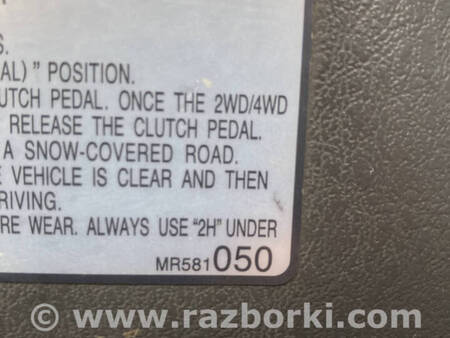 S.
AL)" POSITION.
UTCH PEDAL. ONCE THE 2WD/4WD
RELEASE THE CLUTCH PEDAL.
A SNOW-COVERED ROAD.
VEHICLE IS CLEAR AND THEN
RIVING.
RE WEAR. ALWAYS USE "2H" UNDER
MR581050
© www.razborki.com